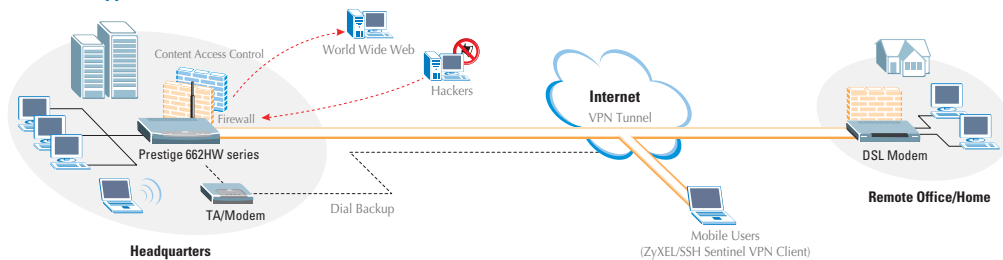 Content Access Control
World Wide Web
Hackers
Firewall
Prestige 662HW series
TA/Modem
Dial Backup
Headquarters
Internet
VPN Tunnel
Mobile Users
(ZyXEL/SSH Sentinel VPN Client)
DSL Modem
Remote Office/Home